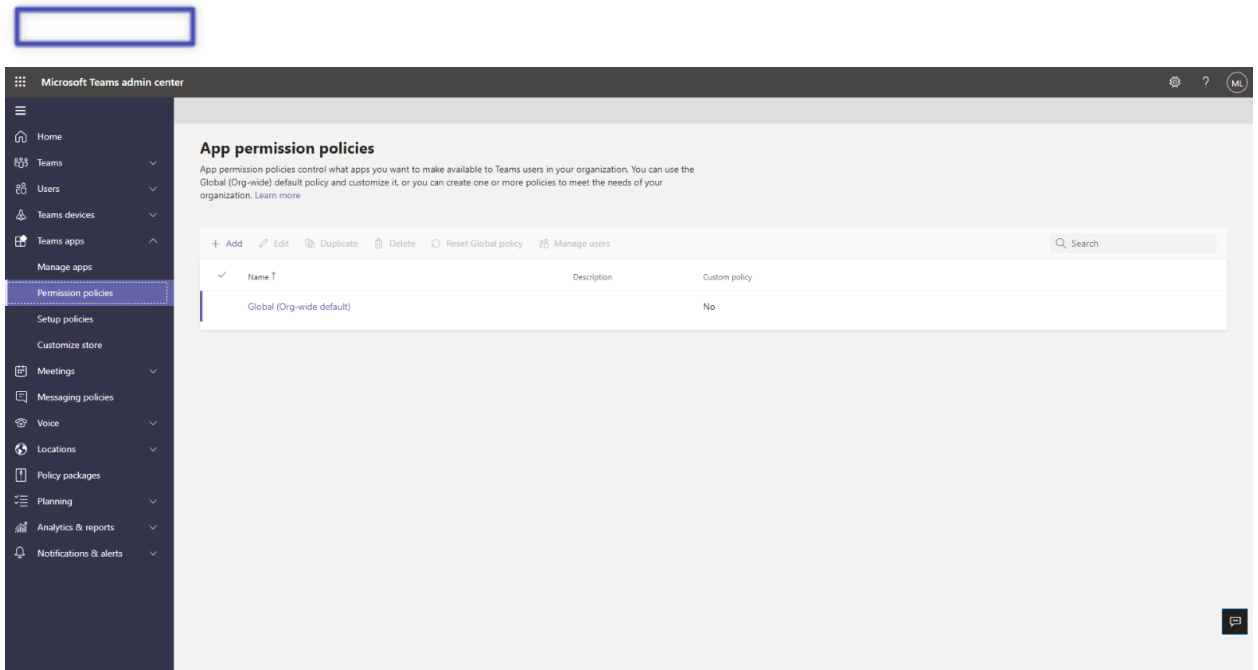 Microsoft Teams admin center
?
ML
Home
Teams
Users
Teams devices
Teams apps
Manage apps
Permission policies
Setup policies
Customize store
Meetings
Messaging policies
Voice
Locations
Policy packages
Planning
Analytics & reports
Notifications & alerts
App permission policies
App permission policies control what apps you want to make available to Teams users in your organization. You can use the
Global (Org-wide) default policy and customize it, or you can create one or more policies to meet the needs of your
organization. Learn more
+ Add Edit Duplicate Delete Reset Global policy Manage users
Search
Name ↑ Description Custom policy
Global (Org-wide default) No